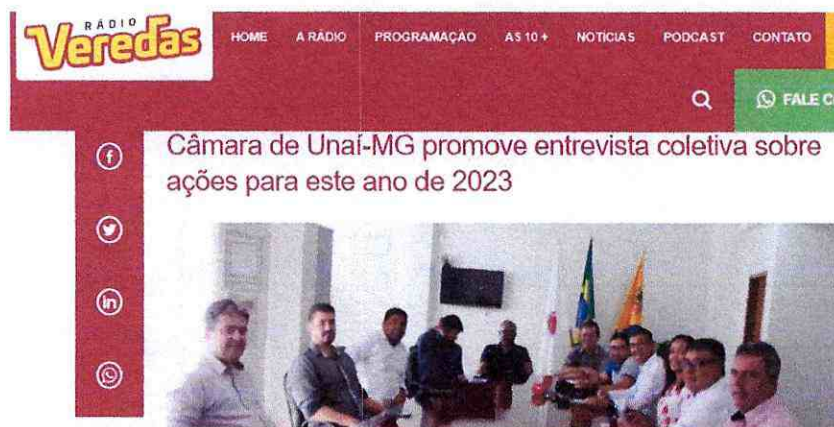 RÁDIO
Veredas
HOME A RÁDIO PROGRAMAÇÃO AS 10 + NOTÍCIAS PODCAST CONTATO
FALE
Câmara de Unaí-MG promove entrevista coletiva sobre
ações para este ano de 2023